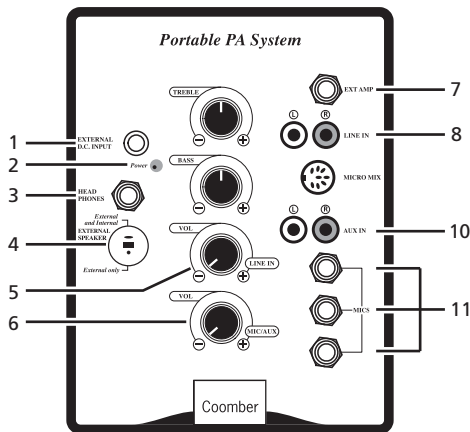 Portable PA System
1
EXTERNAL
D.C. INPUT
2
Power
3
HEAD
PHONES
4
External
and Internal
EXTERNAL
SPEAKER
External only
5
6
TREBLE
− +
BASS
− +
VOL
LINE IN
− +
VOL
MIC/AUX
− +
EXT AMP
7
L R
LINE IN
8
MICRO MIX
L R
AUX IN
10
MICS
11
Coomber